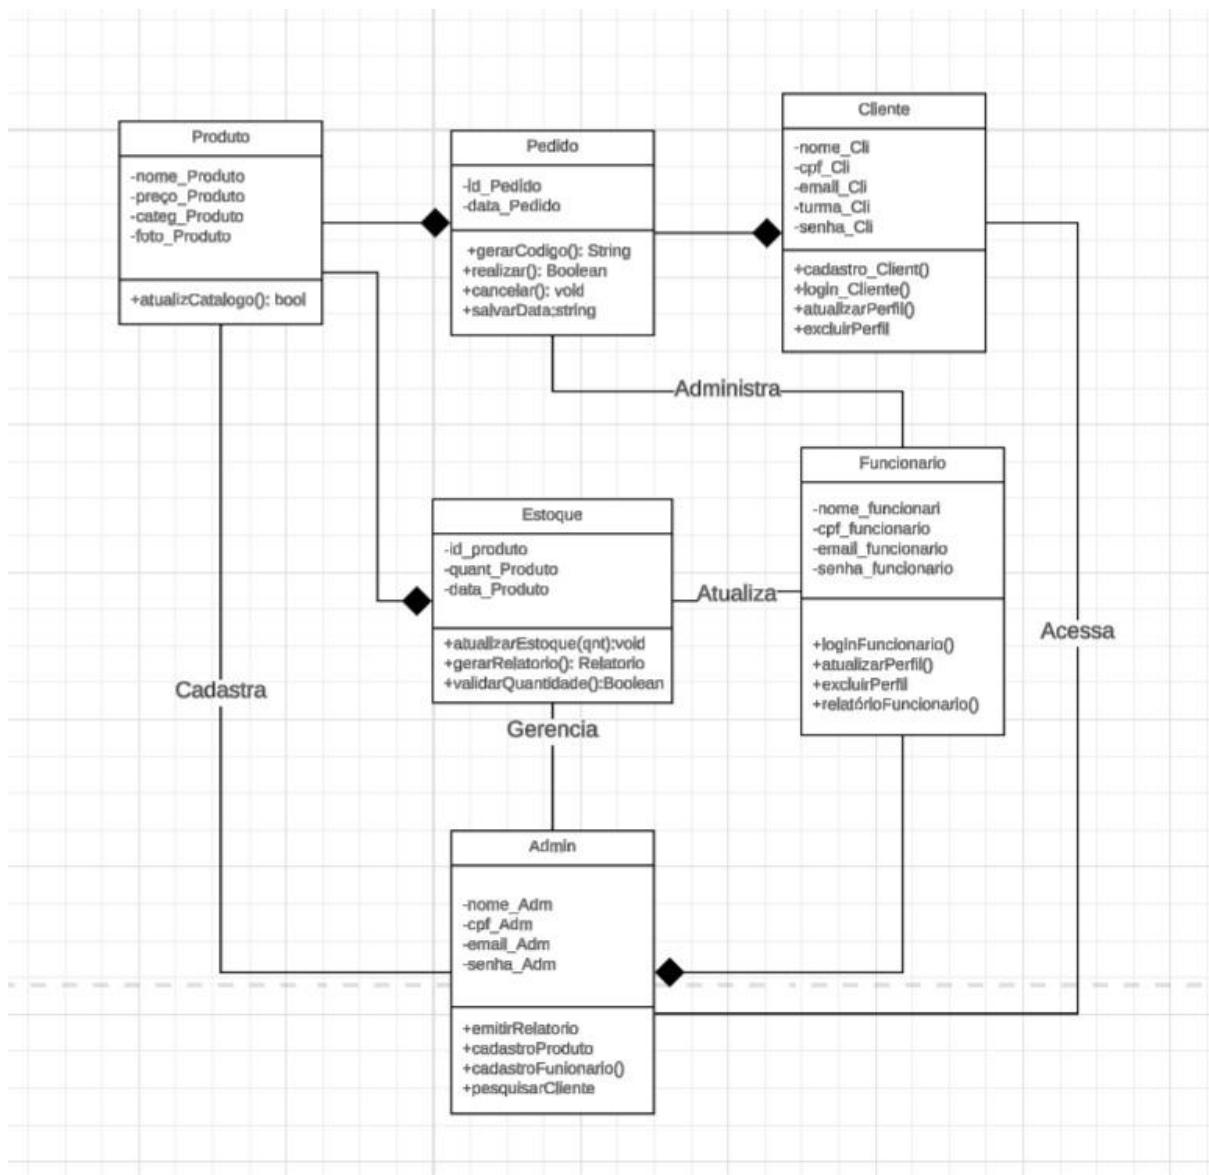 Produto
-nome_Produto
-preço_Produto
-categ_Produto
-foto_Produto
+atualizCatalogo(): bool
Pedido
-id_Pedido
-data_Pedido
+gerarCodigo(): String
+realizar(): Boolean
+cancelar(): void
+salvarData:string
Cliente
-nome_Cli
-cpf_Cli
-email_Cli
-turma_Cli
-senha_Cli
+cadastro_Client()
+login_Cliente()
+atualizarPerfil()
+excluirPerfil
Administra
Funcionario
-nome_funcionari
-cpf_funcionario
-email_funcionario
-senha_funcionario
+loginFuncionario()
+atualizarPerfil()
+excluirPerfil
+relatórioFuncionario()
Estoque
-id_produto
-quant_Produto
-data_Produto
+atualizarEstoque(qnt):void
+gerarRelatorio(): Relatorio
+validarQuantidade():Boolean
Atualiza
Acessa
Cadastra
Gerencia
Admin
-nome_Adm
-cpf_Adm
-email_Adm
-senha_Adm
+emitirRelatorio
+cadastroProduto
+cadastroFunionario()
+pesquisarCliente